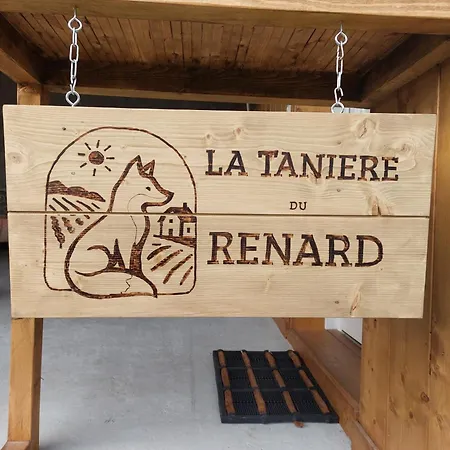 LA TANIERE
DU
RENARD